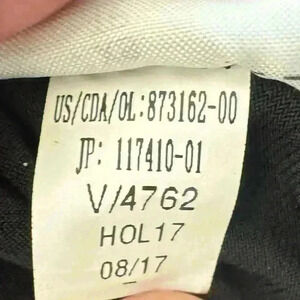 US/CDA/OL:873162-00
JP: 117410-01
V/4762
HOL17
08/17